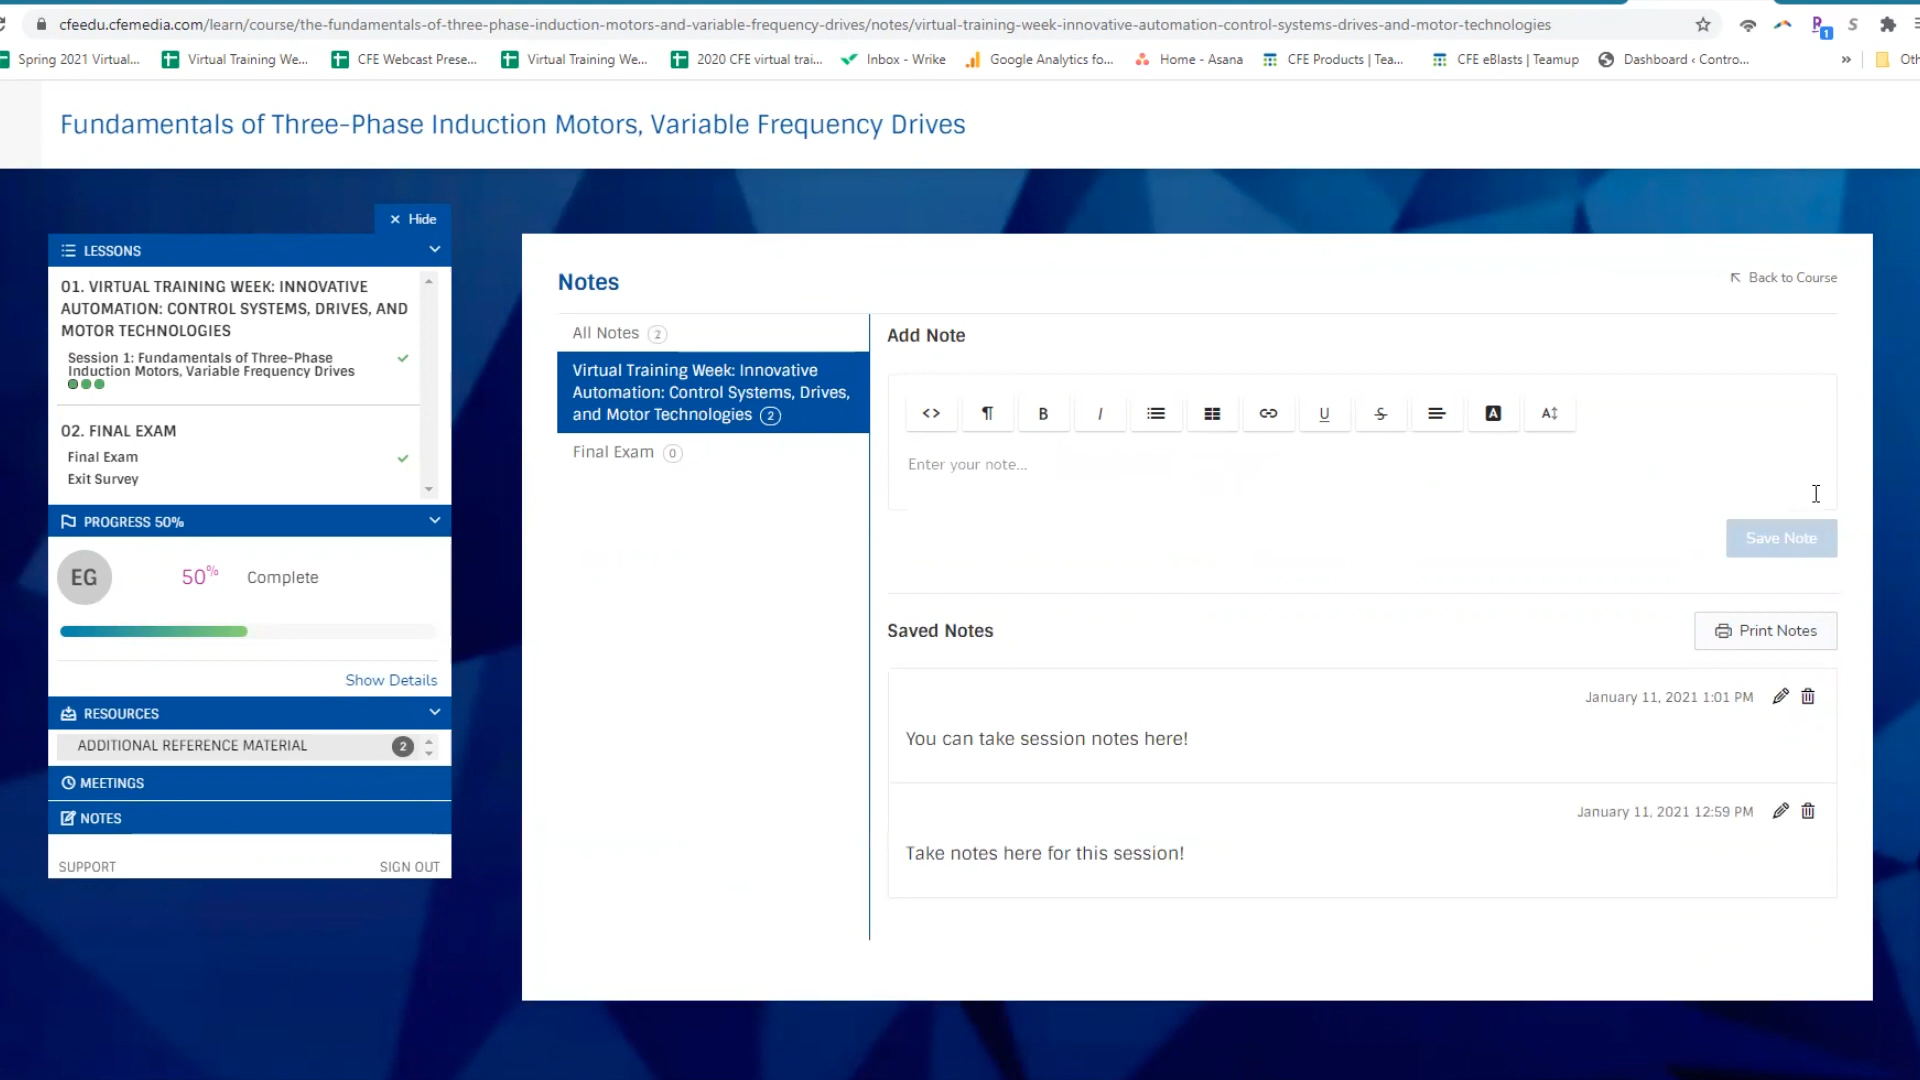 cfeedu.cfemedia.com/learn/course/the-fundamentals-of-three-phase-induction-motors-and-variable-frequency-drives/notes/virtual-training-week-innovative-automation-control-systems-drives-and-motor-technologies
Spring 2021 Virtual... Virtual Training We... CFE Webcast Prese... Virtual Training We... 2020 CFE virtual trai... Inbox - Wrike Google Analytics fo... Home - Asana CFE Products | Tea... CFE eBlasts | Teamup Dashboard ‹ Contro... » Oth
Fundamentals of Three-Phase Induction Motors, Variable Frequency Drives
× Hide
LESSONS
01. VIRTUAL TRAINING WEEK: INNOVATIVE
AUTOMATION: CONTROL SYSTEMS, DRIVES, AND
MOTOR TECHNOLOGIES
Session 1: Fundamentals of Three-Phase
Induction Motors, Variable Frequency Drives
02. FINAL EXAM
Final Exam
Exit Survey
PROGRESS 50%
EG 50% Complete
Show Details
RESOURCES
ADDITIONAL REFERENCE MATERIAL 2
MEETINGS
NOTES
SUPPORT SIGN OUT
Notes
Back to Course
All Notes 2
Virtual Training Week: Innovative
Automation: Control Systems, Drives,
and Motor Technologies 2
Final Exam 0
Add Note
<> ¶ B I U S A A
Enter your note...
Save Note
Saved Notes
Print Notes
January 11, 2021 1:01 PM
You can take session notes here!
January 11, 2021 12:59 PM
Take notes here for this session!